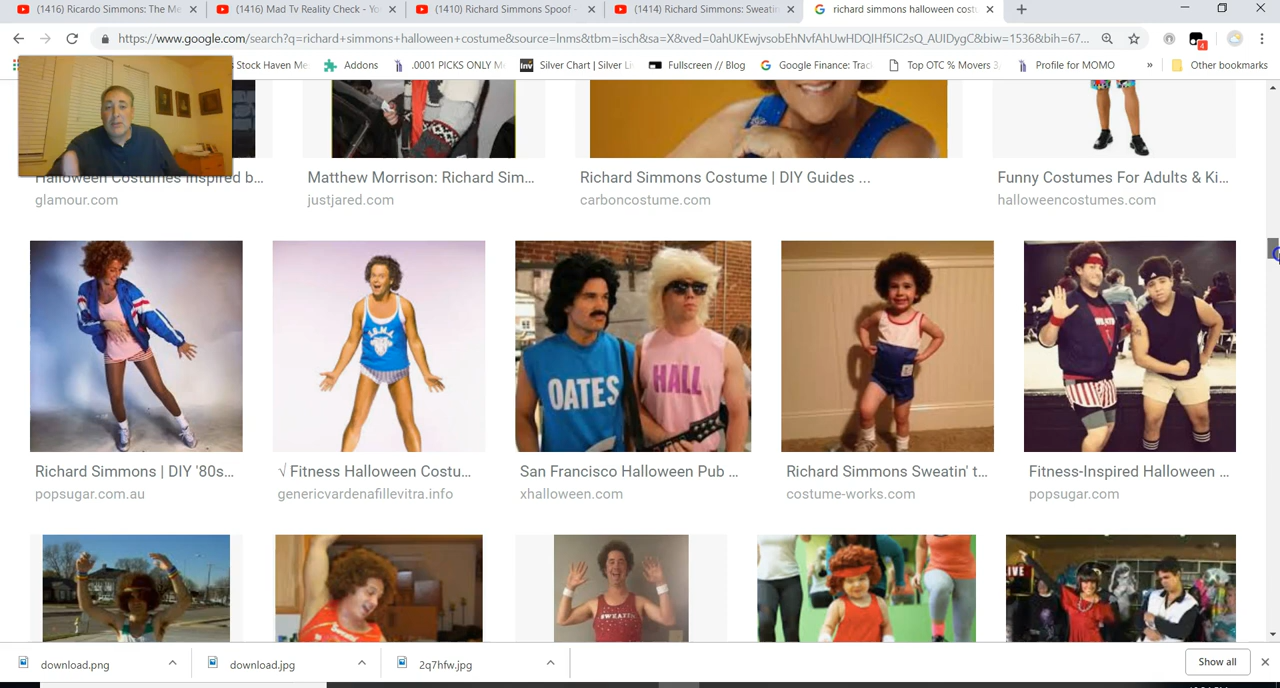 (1416) Ricardo Simmons: The Me
(1416) Mad Tv Reality Check - Yo
(1410) Richard Simmons Spoof -
(1414) Richard Simmons: Sweatin
richard simmons halloween costu
https://www.google.com/search?q=richard+simmons+halloween+costume&source=lnms&tbm=isch&sa=X&ved=0ahUKEwjvsobEhNvfAhUwHDQIHf5IC2sQ_AUIDygC&biw=1536&bih=67...
4
Stock Haven Me
Addons
.0001 PICKS ONLY M
Inv
Silver Chart | Silver Li
Fullscreen // Blog
Google Finance: Trac
Top OTC % Movers 3
Profile for MOMO
»
Other bookmarks
Halloween Costumes Inspired b...
glamour.com
Matthew Morrison: Richard Sim...
justjared.com
Richard Simmons Costume | DIY Guides ...
carboncostume.com
Funny Costumes For Adults & Ki...
halloweencostumes.com
OATES
HALL
Richard Simmons | DIY '80s...
popsugar.com.au
√ Fitness Halloween Costu...
genericvardenafillevitra.info
San Francisco Halloween Pub ...
xhalloween.com
Richard Simmons Sweatin' t...
costume-works.com
Fitness-Inspired Halloween ...
popsugar.com
SWEATIN
LIVE
download.png
download.jpg
2q7hfw.jpg
Show all